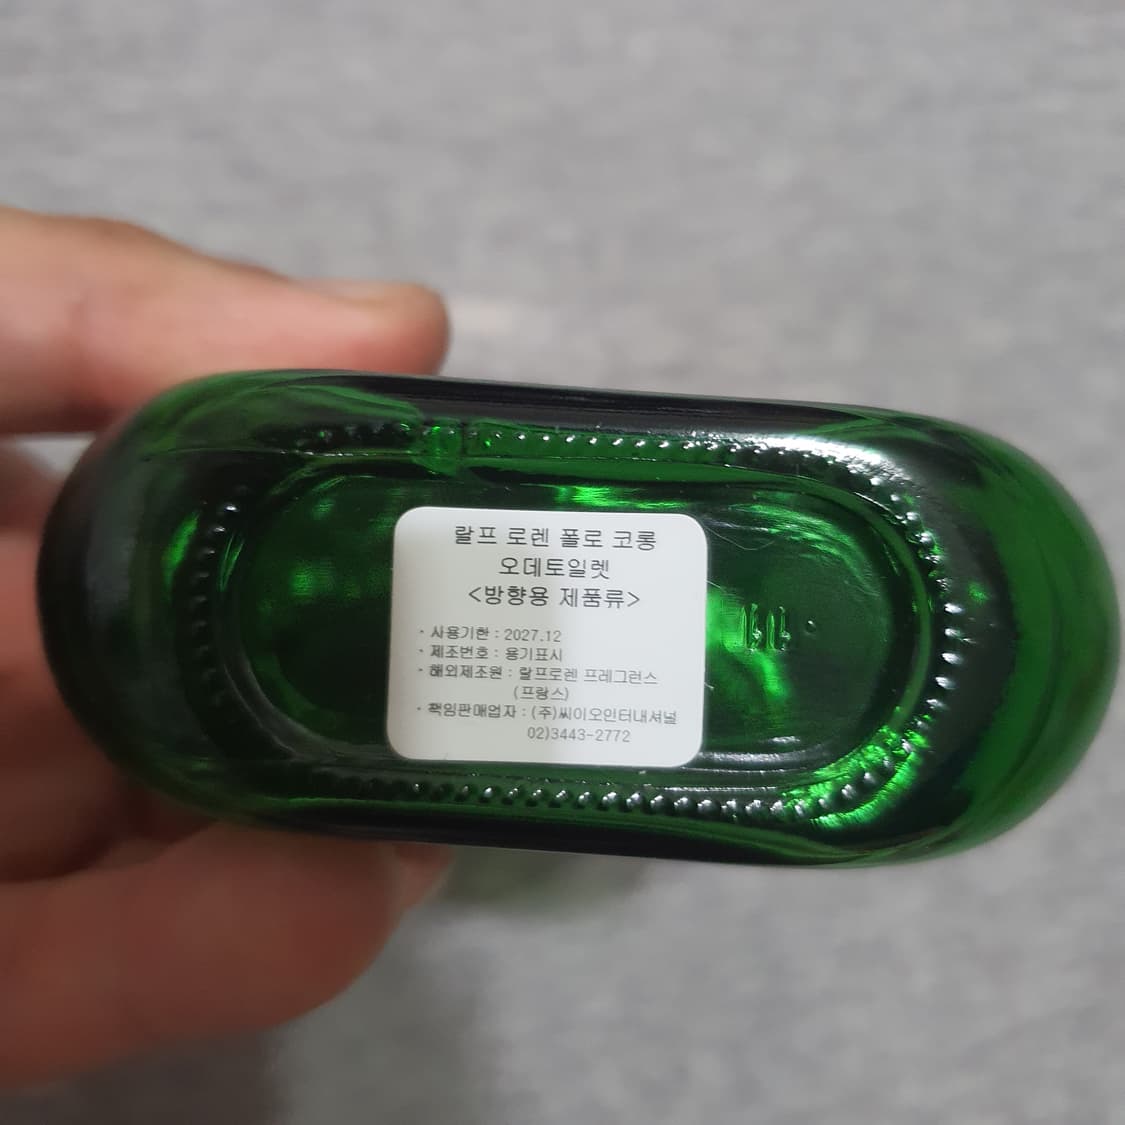 랄프 로렌 폴로 코롱
오데토일렛
<방향용 제품류>
· 사용기한 : 2027.12
· 제조번호 : 용기표시
· 해외제조원 : 랄프로렌 프레그런스
(프랑스)
· 책임판매업자 : (주)씨이오인터내셔널
02)3443-2772